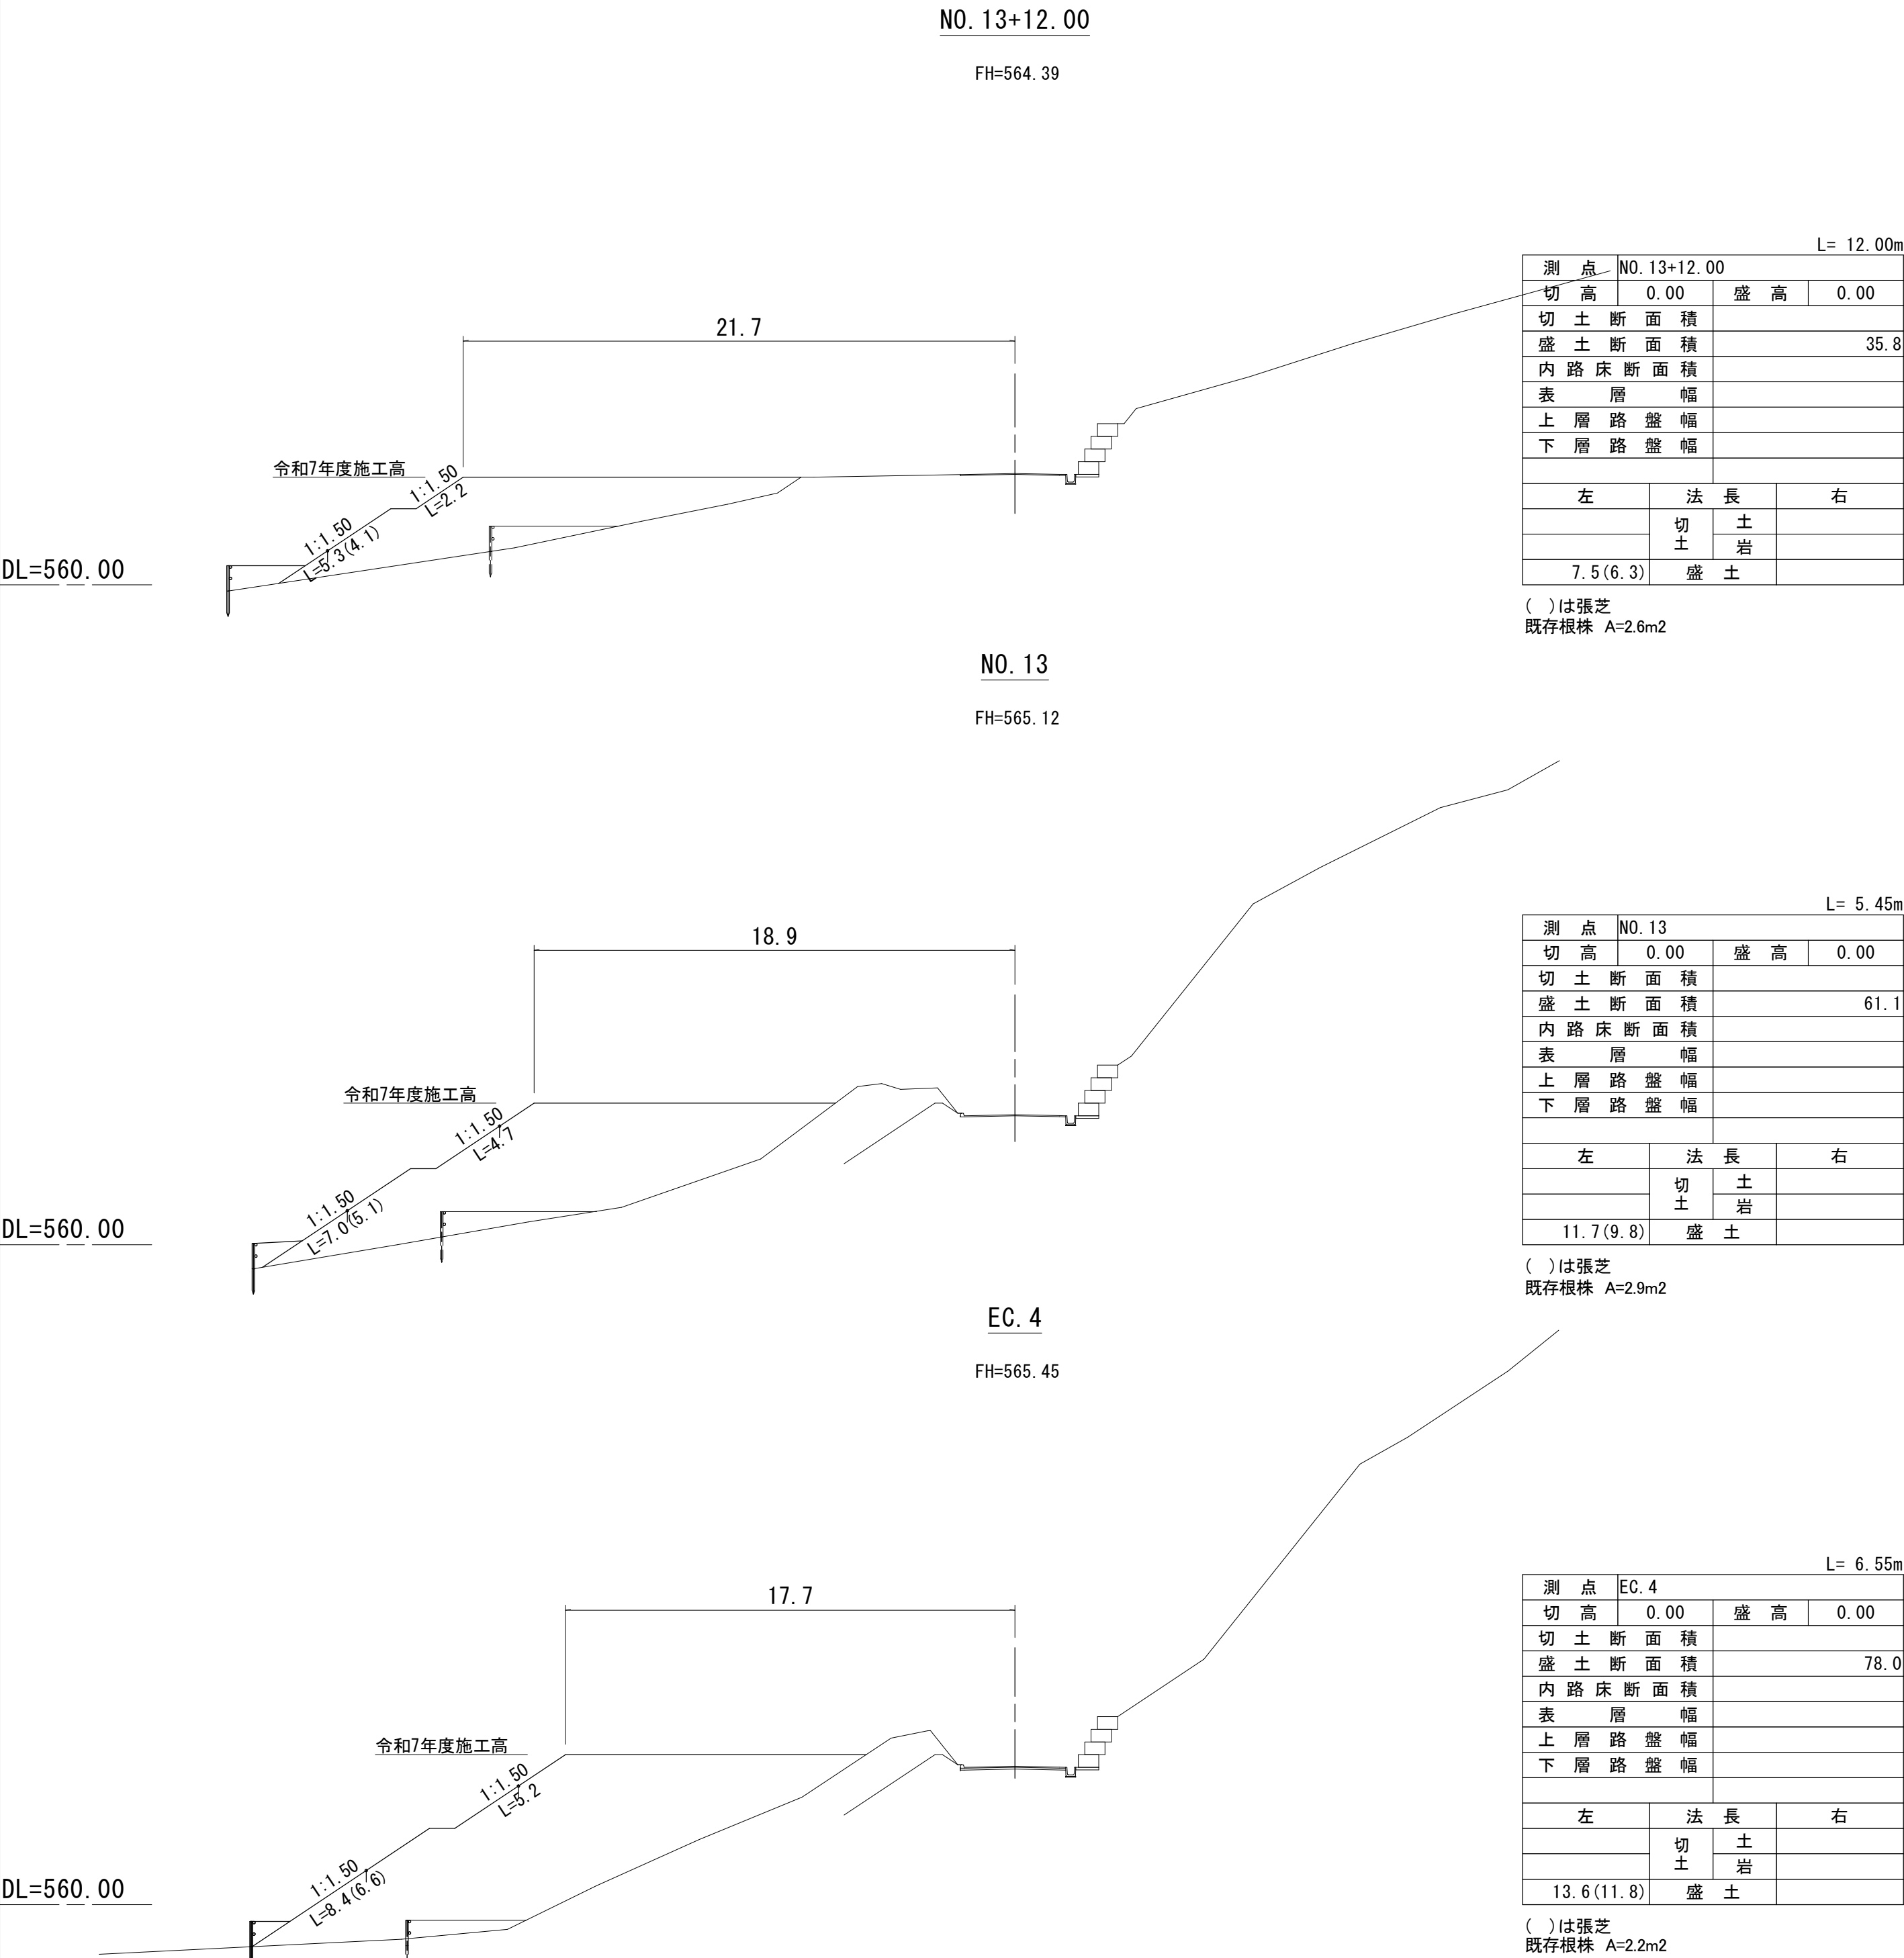 NO.13+12.00
FH=564.39
L= 12.00m
測 点 NO.13+12.00
切 高 0.00 盛 高 0.00
切 土 断 面 積
盛 土 断 面 積 35.8
内 路 床 断 面 積
表 層 幅
上 層 路 盤 幅
下 層 路 盤 幅
左 法 長 右
切土 土
岩
7.5(6.3) 盛 土
( )は張芝
既存根株 A=2.6m2
21.7
令和7年度施工高
1:1.50
L=2.2
1:1.50
L=5.3(4.1)
DL=560.00
NO.13
FH=565.12
L= 5.45m
測 点 NO.13
切 高 0.00 盛 高 0.00
切 土 断 面 積
盛 土 断 面 積 61.1
内 路 床 断 面 積
表 層 幅
上 層 路 盤 幅
下 層 路 盤 幅
左 法 長 右
切土 土
岩
11.7(9.8) 盛 土
( )は張芝
既存根株 A=2.9m2
18.9
令和7年度施工高
1:1.50
L=4.7
1:1.50
L=7.0(5.1)
DL=560.00
EC.4
FH=565.45
L= 6.55m
測 点 EC.4
切 高 0.00 盛 高 0.00
切 土 断 面 積
盛 土 断 面 積 78.0
内 路 床 断 面 積
表 層 幅
上 層 路 盤 幅
下 層 路 盤 幅
左 法 長 右
切土 土
岩
13.6(11.8) 盛 土
( )は張芝
既存根株 A=2.2m2
17.7
令和7年度施工高
1:1.50
L=5.2
1:1.50
L=8.4(6.6)
DL=560.00